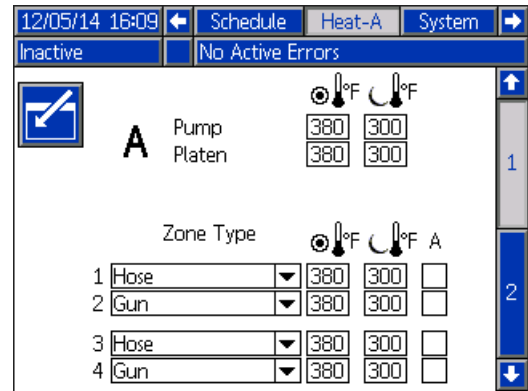 12/05/14 16:09 Schedule Heat-A System
Inactive No Active Errors
°F °F
A Pump 380 300
Platen 380 300
1
Zone Type °F °F A
1 Hose 380 300
2 Gun 380 300
2
3 Hose 380 300
4 Gun 380 300